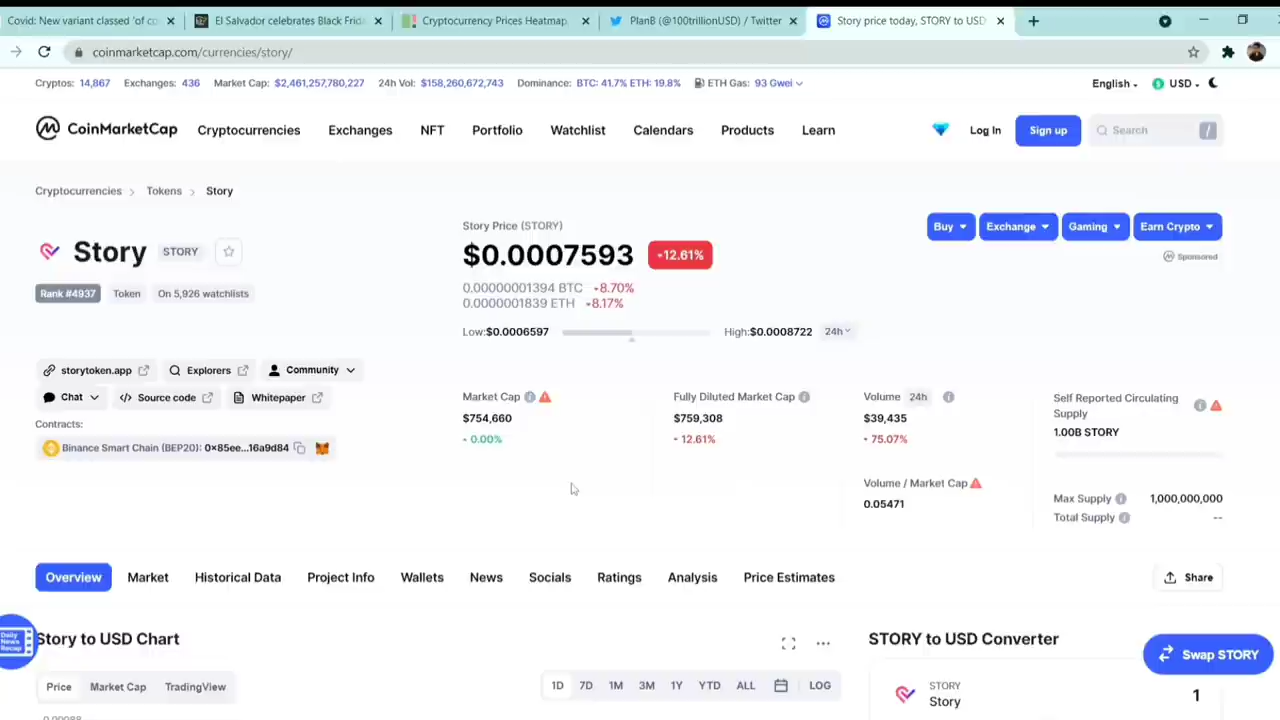 Covid: New variant classed 'of co
El Salvador celebrates Black Frida
Cryptocurrency Prices Heatmap,
PlanB (@100trillionUSD) / Twitter
Story price today, STORY to USD
coinmarketcap.com/currencies/story/
Cryptos: 14,867 Exchanges: 436 Market Cap: $2,461,257,780,227 24h Vol: $158,260,672,743 Dominance: BTC: 41.7% ETH: 19.8% ETH Gas: 93 Gwei
English USD
CoinMarketCap Cryptocurrencies Exchanges NFT Portfolio Watchlist Calendars Products Learn Log In Sign up Search /
Cryptocurrencies > Tokens > Story
Story STORY
Rank #4937 Token On 5,926 watchlists
Story Price (STORY)
$0.0007593 12.61%
0.00000001394 BTC 8.70%
0.0000001839 ETH 8.17%
Low:$0.0006597 High:$0.0008722 24h
Buy Exchange Gaming Earn Crypto
Sponsored
storytoken.app Explorers Community
Chat Source code Whitepaper
Contracts:
Binance Smart Chain (BEP20): 0x85ee...16a9d84
Market Cap
$754,660
0.00%
Fully Diluted Market Cap
$759,308
12.61%
Volume 24h
$39,435
75.07%
Volume / Market Cap
0.05471
Self Reported Circulating
Supply
1.00B STORY
Max Supply 1,000,000,000
Total Supply --
Overview Market Historical Data Project Info Wallets News Socials Ratings Analysis Price Estimates Share
Daily
News
Recap
Story to USD Chart
Price Market Cap TradingView
1D 7D 1M 3M 1Y YTD ALL LOG
0.00088
STORY to USD Converter
Swap STORY
STORY
Story
1